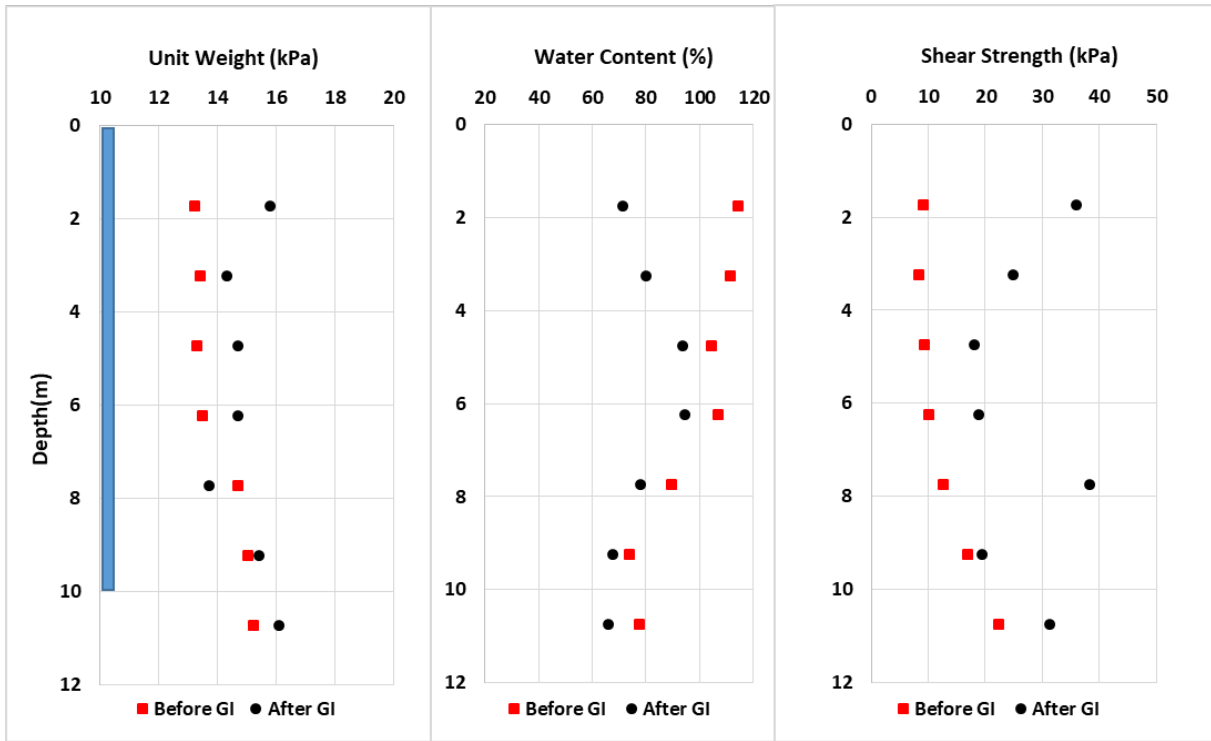 Unit Weight (kPa)
10 12 14 16 18 20
0
2
4
6
8
10
12
Depth(m)
Before GI After GI
Water Content (%)
20 40 60 80 100 120
0
2
4
6
8
10
12
Before GI After GI
Shear Strength (kPa)
0 10 20 30 40 50
0
2
4
6
8
10
12
Before GI After GI